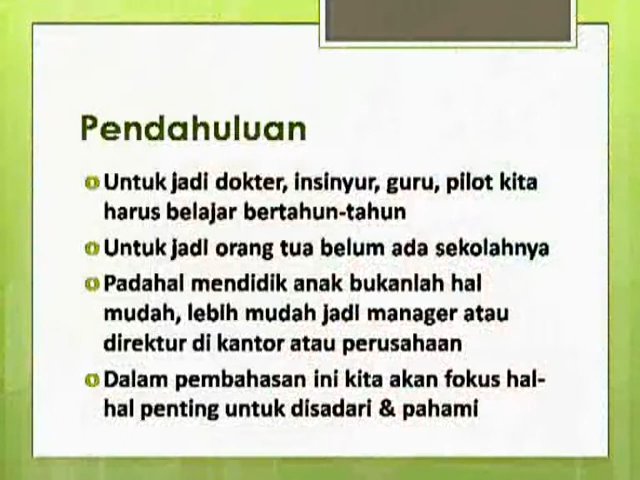 Pendahuluan
Untuk jadi dokter, insinyur, guru, pilot kita
harus belajar bertahun-tahun
Untuk jadi orang tua belum ada sekolahnya
Padahal mendidik anak bukanlah hal
mudah, lebih mudah jadi manager atau
direktur di kantor atau perusahaan
Dalam pembahasan ini kita akan fokus hal-
hal penting untuk disadari & pahami